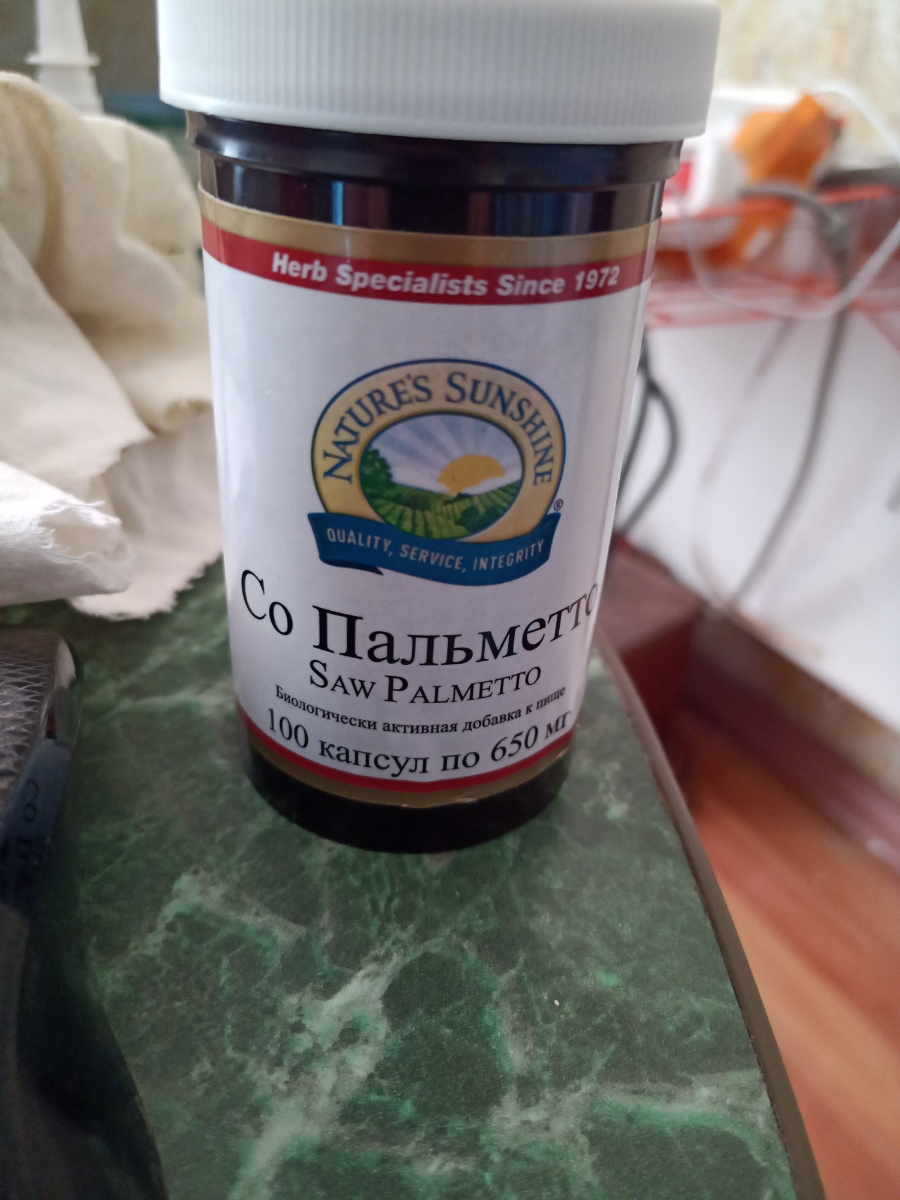 Herb Specialists Since 1972
NATURE'S SUNSHINE
®
QUALITY, SERVICE, INTEGRITY
Со Пальметто
SAW PALMETTO
Биологически активная добавка к пище
100 капсул по 650 мг